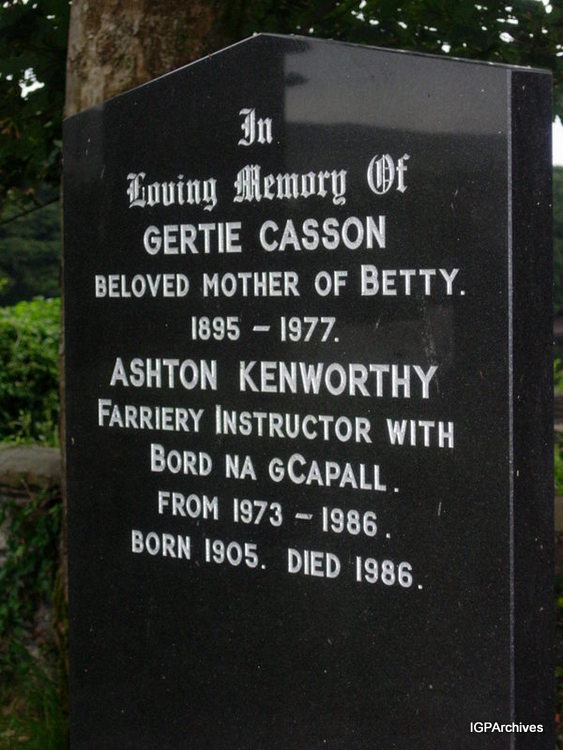 In
Loving Memory Of
GERTIE CASSON
BELOVED MOTHER OF BETTY.
1895 – 1977.
ASHTON KENWORTHY
FARRIERY INSTRUCTOR WITH
BORD NA gCAPALL.
FROM 1973 – 1986.
BORN 1905. DIED 1986.
IGPArchives